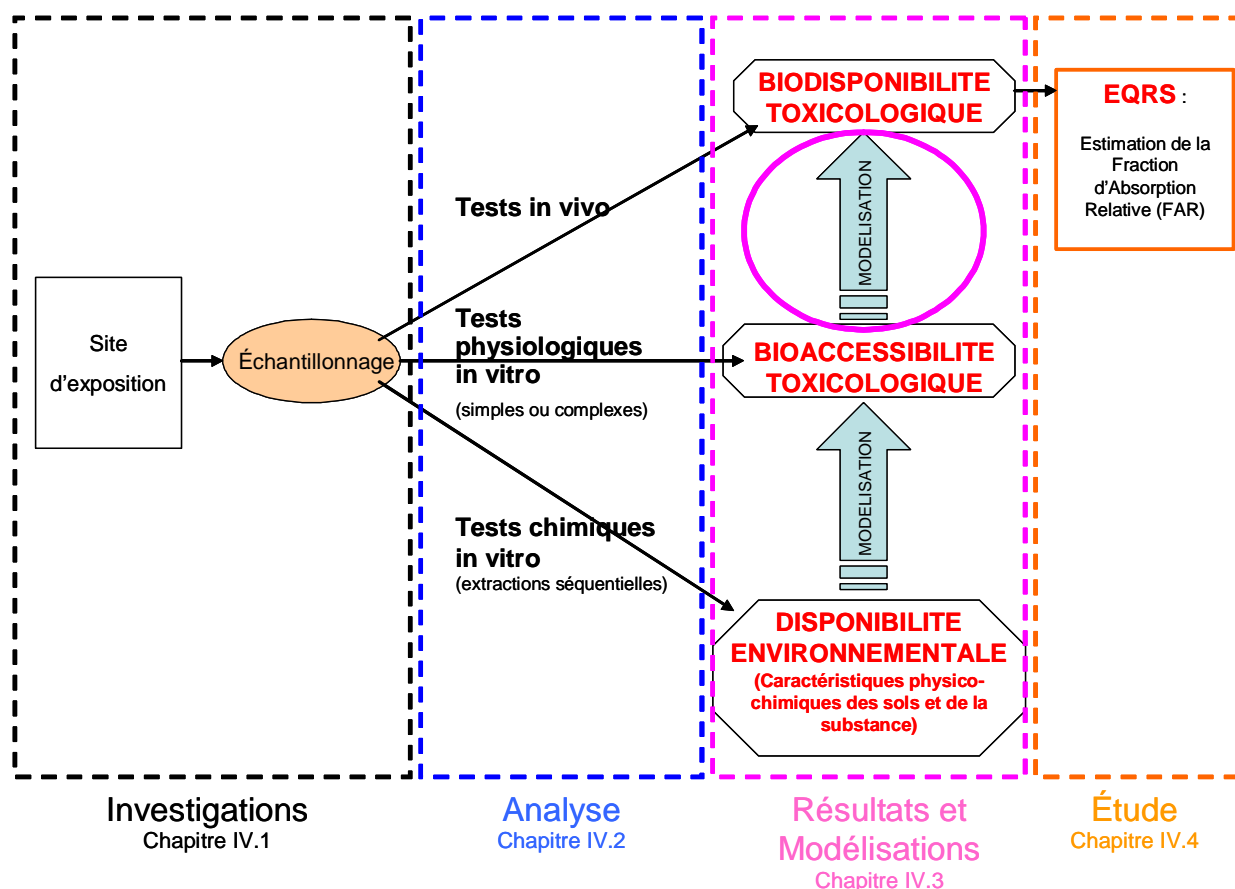 Site
d'exposition
Échantillonnage
Tests in vivo
Tests
physiologiques
in vitro
(simples ou complexes)
Tests chimiques
in vitro
(extractions séquentielles)
BIODISPONIBILITE
TOXICOLOGIQUE
MODELISATION
BIOACCESSIBILITE
TOXICOLOGIQUE
MODELISATION
DISPONIBILITE
ENVIRONNEMENTALE
(Caractéristiques physico-
chimiques des sols et de la
substance)
EQRS :
Estimation de la
Fraction
d'Absorption
Relative (FAR)
Investigations
Chapitre IV.1
Analyse
Chapitre IV.2
Résultats et
Modélisations
Chapitre IV.3
Étude
Chapitre IV.4